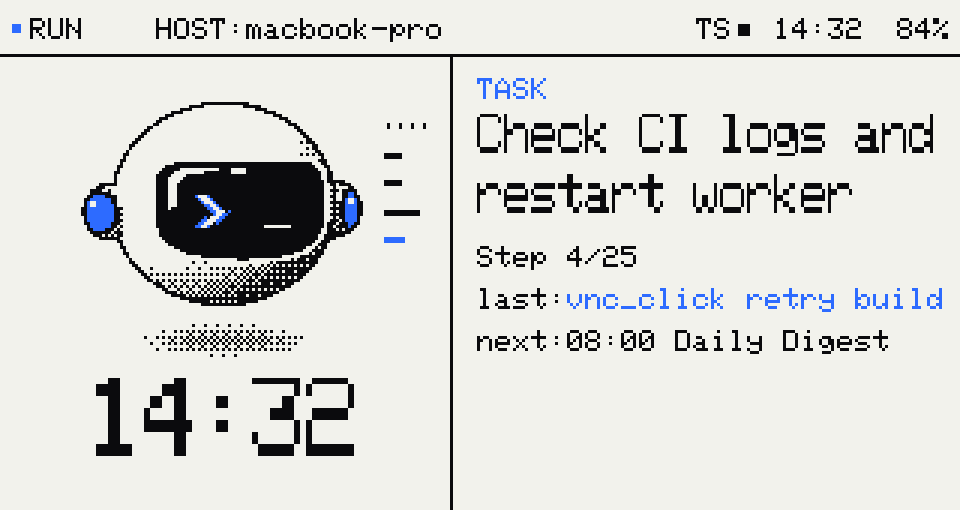 RUN HOST:macbook-pro TS 14:32 84%
TASK
Check CI logs and
restart worker
Step 4/25
last:vnc_click retry build
next:08:00 Daily Digest
14:32